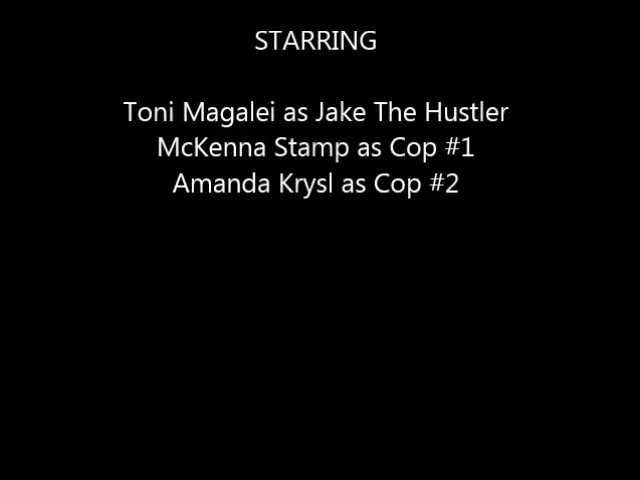 STARRING
Toni Magalei as Jake The Hustler
McKenna Stamp as Cop #1
Amanda Krysl as Cop #2